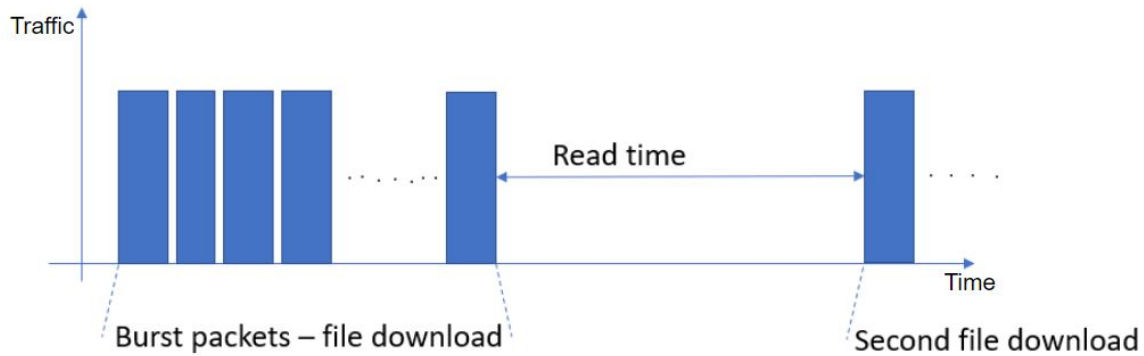 Traffic
Read time
Time
Burst packets – file download
Second file download